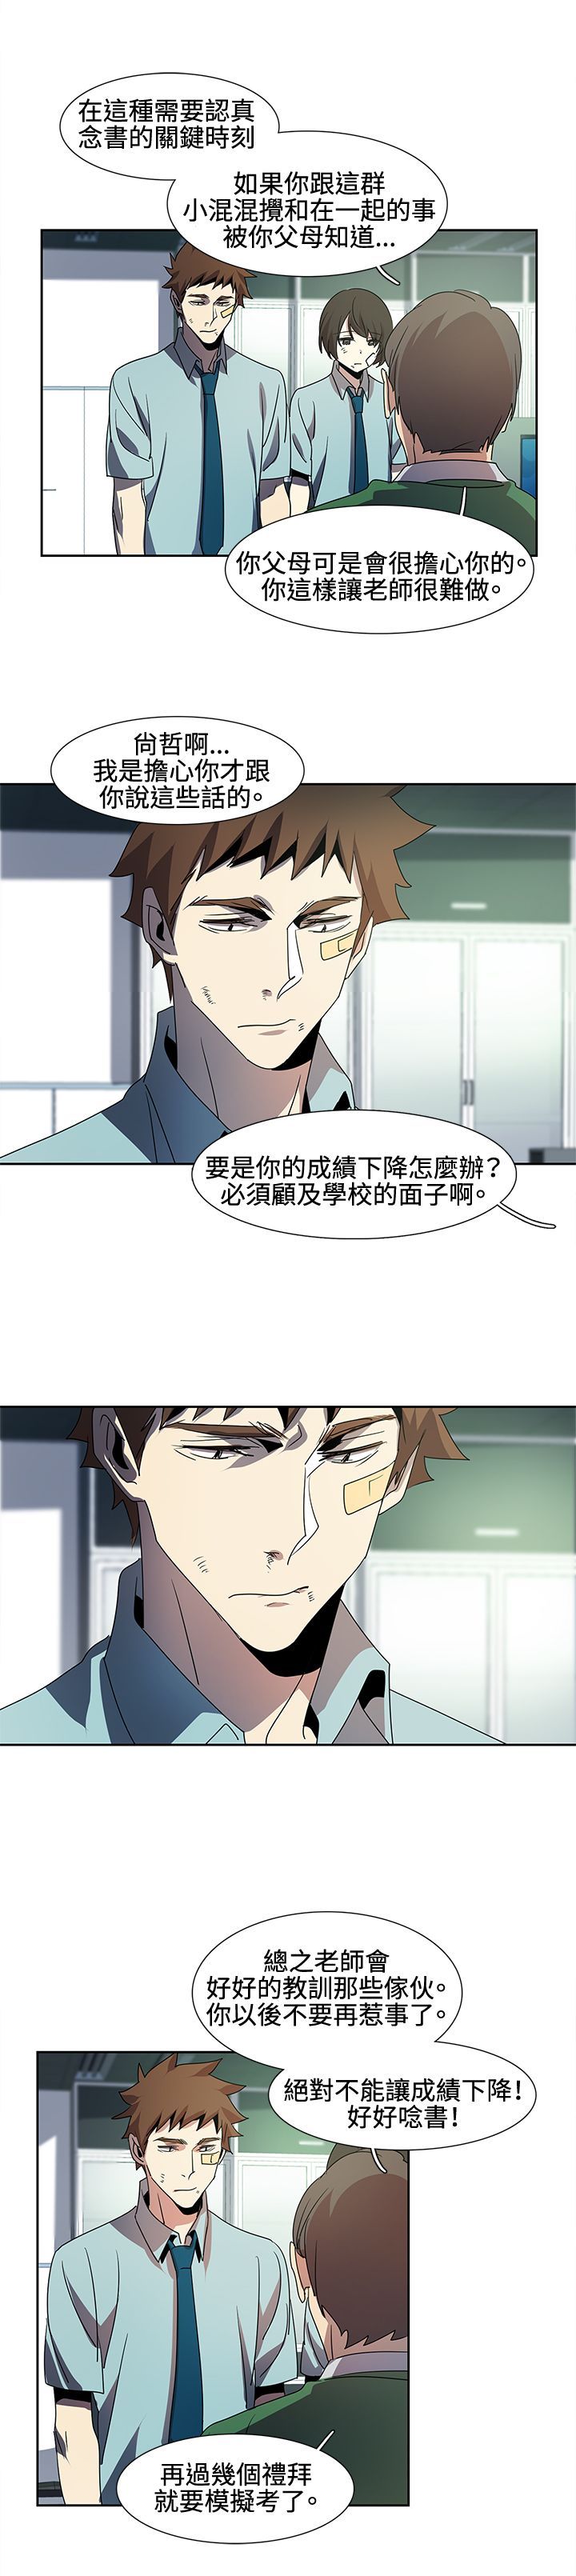 在這種需要認真
念書的關鍵時刻
如果你跟這群
小混混攪和在一起的事
被你父母知道...
你父母可是會很擔心你的。
你這樣讓老師很難做。
尙哲啊...
我是擔心你才跟
你說這些話的。
要是你的成績下降怎麼辦？
必須顧及學校的面子啊。
總之老師會
好好的教訓那些傢伙。
你以後不要再惹事了。
絕對不能讓成績下降！
好好唸書！
再過幾個禮拜
就要模擬考了。